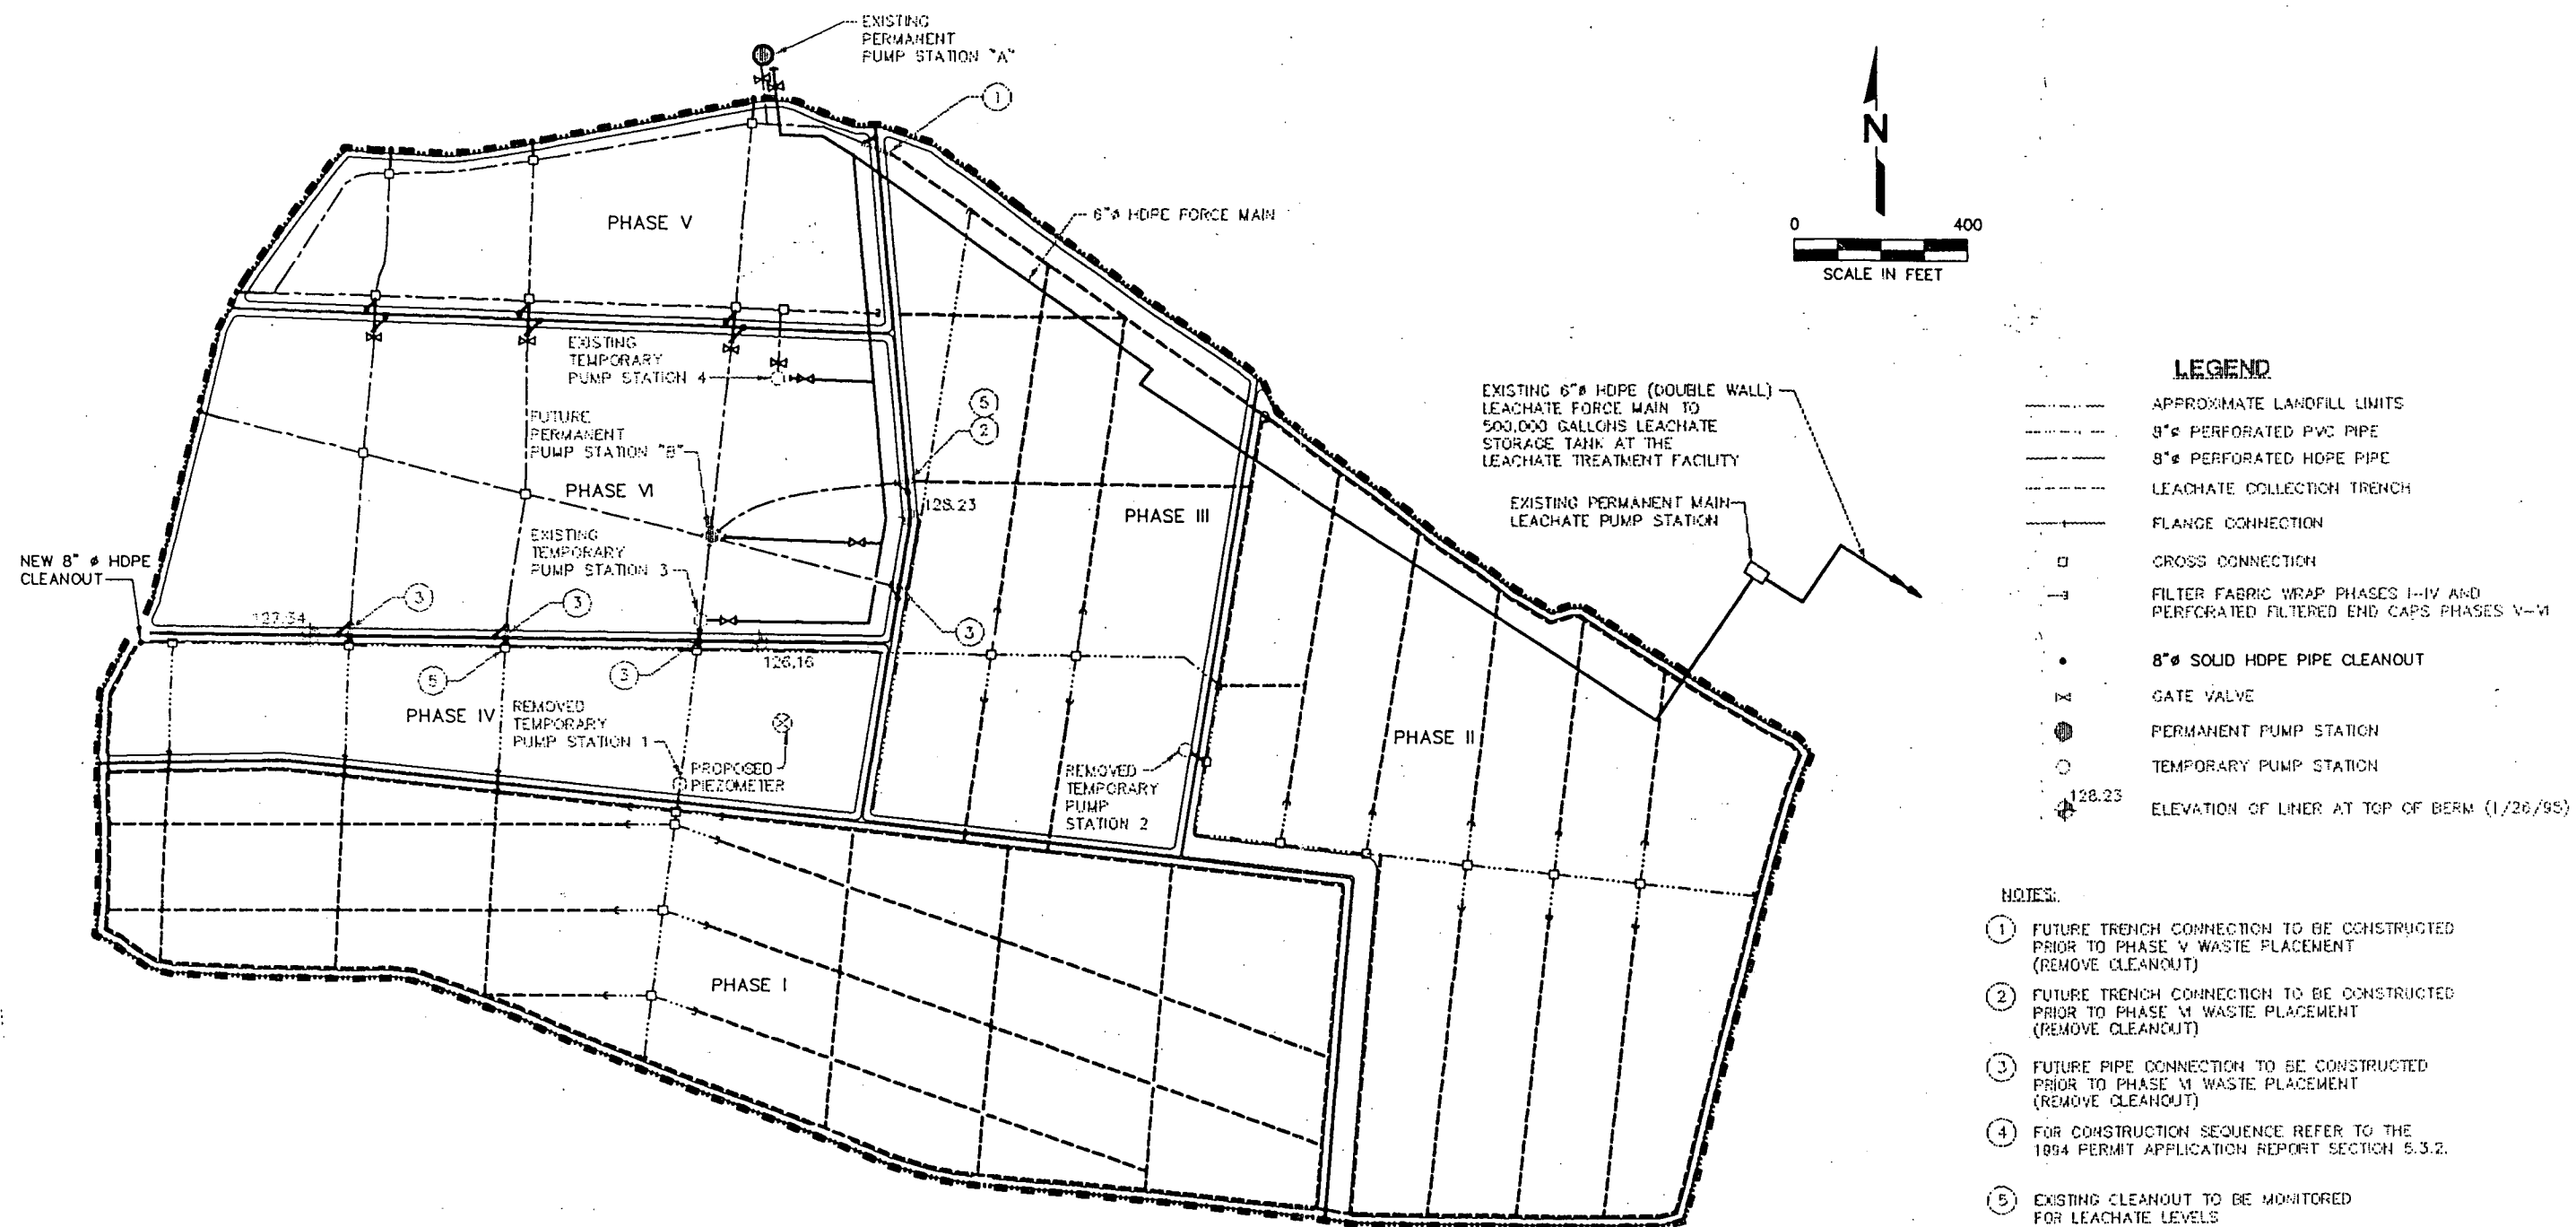 EXISTING
PERMANENT
PUMP STATION "A"
1
N
0 400
SCALE IN FEET
PHASE V
6"ø HDPE FORCE MAIN
EXISTING
TEMPORARY
PUMP STATION 4
FUTURE
PERMANENT
PUMP STATION "B"
5
2
EXISTING 6"ø HDPE (DOUBLE WALL)
LEACHATE FORCE MAIN TO
500,000 GALLONS LEACHATE
STORAGE TANK AT THE
LEACHATE TREATMENT FACILITY
EXISTING PERMANENT MAIN
LEACHATE PUMP STATION
PHASE VI
128.23
PHASE III
EXISTING
TEMPORARY
PUMP STATION 3
NEW 8" ø HDPE
CLEANOUT
127.34
3
3
3
126.16
5
3
PHASE IV
REMOVED
TEMPORARY
PUMP STATION 1
PROPOSED
PIEZOMETER
REMOVED
TEMPORARY
PUMP
STATION 2
PHASE II
PHASE I
LEGEND
APPROXIMATE LANDFILL LIMITS
8"ø PERFORATED PVC PIPE
8"ø PERFORATED HDPE PIPE
LEACHATE COLLECTION TRENCH
FLANGE CONNECTION
CROSS CONNECTION
FILTER FABRIC WRAP PHASES I-IV AND
PERFORATED FILTERED END CAPS PHASES V-VI
8"ø SOLID HDPE PIPE CLEANOUT
GATE VALVE
PERMANENT PUMP STATION
TEMPORARY PUMP STATION
128.23
ELEVATION OF LINER AT TOP OF BERM (1/26/95)
NOTES:
1 FUTURE TRENCH CONNECTION TO BE CONSTRUCTED
PRIOR TO PHASE V WASTE PLACEMENT
(REMOVE CLEANOUT)
2 FUTURE TRENCH CONNECTION TO BE CONSTRUCTED
PRIOR TO PHASE VI WASTE PLACEMENT
(REMOVE CLEANOUT)
3 FUTURE PIPE CONNECTION TO BE CONSTRUCTED
PRIOR TO PHASE VI WASTE PLACEMENT
(REMOVE CLEANOUT)
4 FOR CONSTRUCTION SEQUENCE REFER TO THE
1994 PERMIT APPLICATION REPORT SECTION 5.3.2.
5 EXISTING CLEANOUT TO BE MONITORED
FOR LEACHATE LEVELS